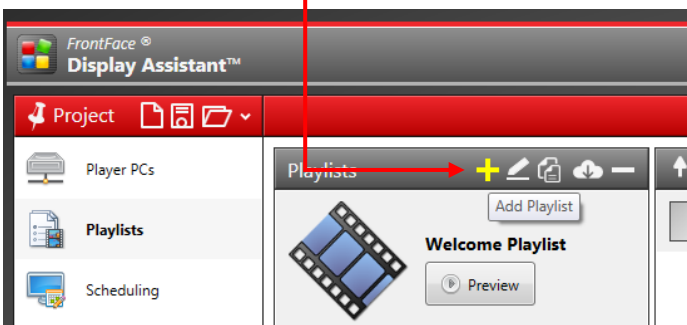 FrontFace ®
Display Assistant™
Project
Player PCs
Playlists
Playlists
Add Playlist
Welcome Playlist
Preview
Scheduling